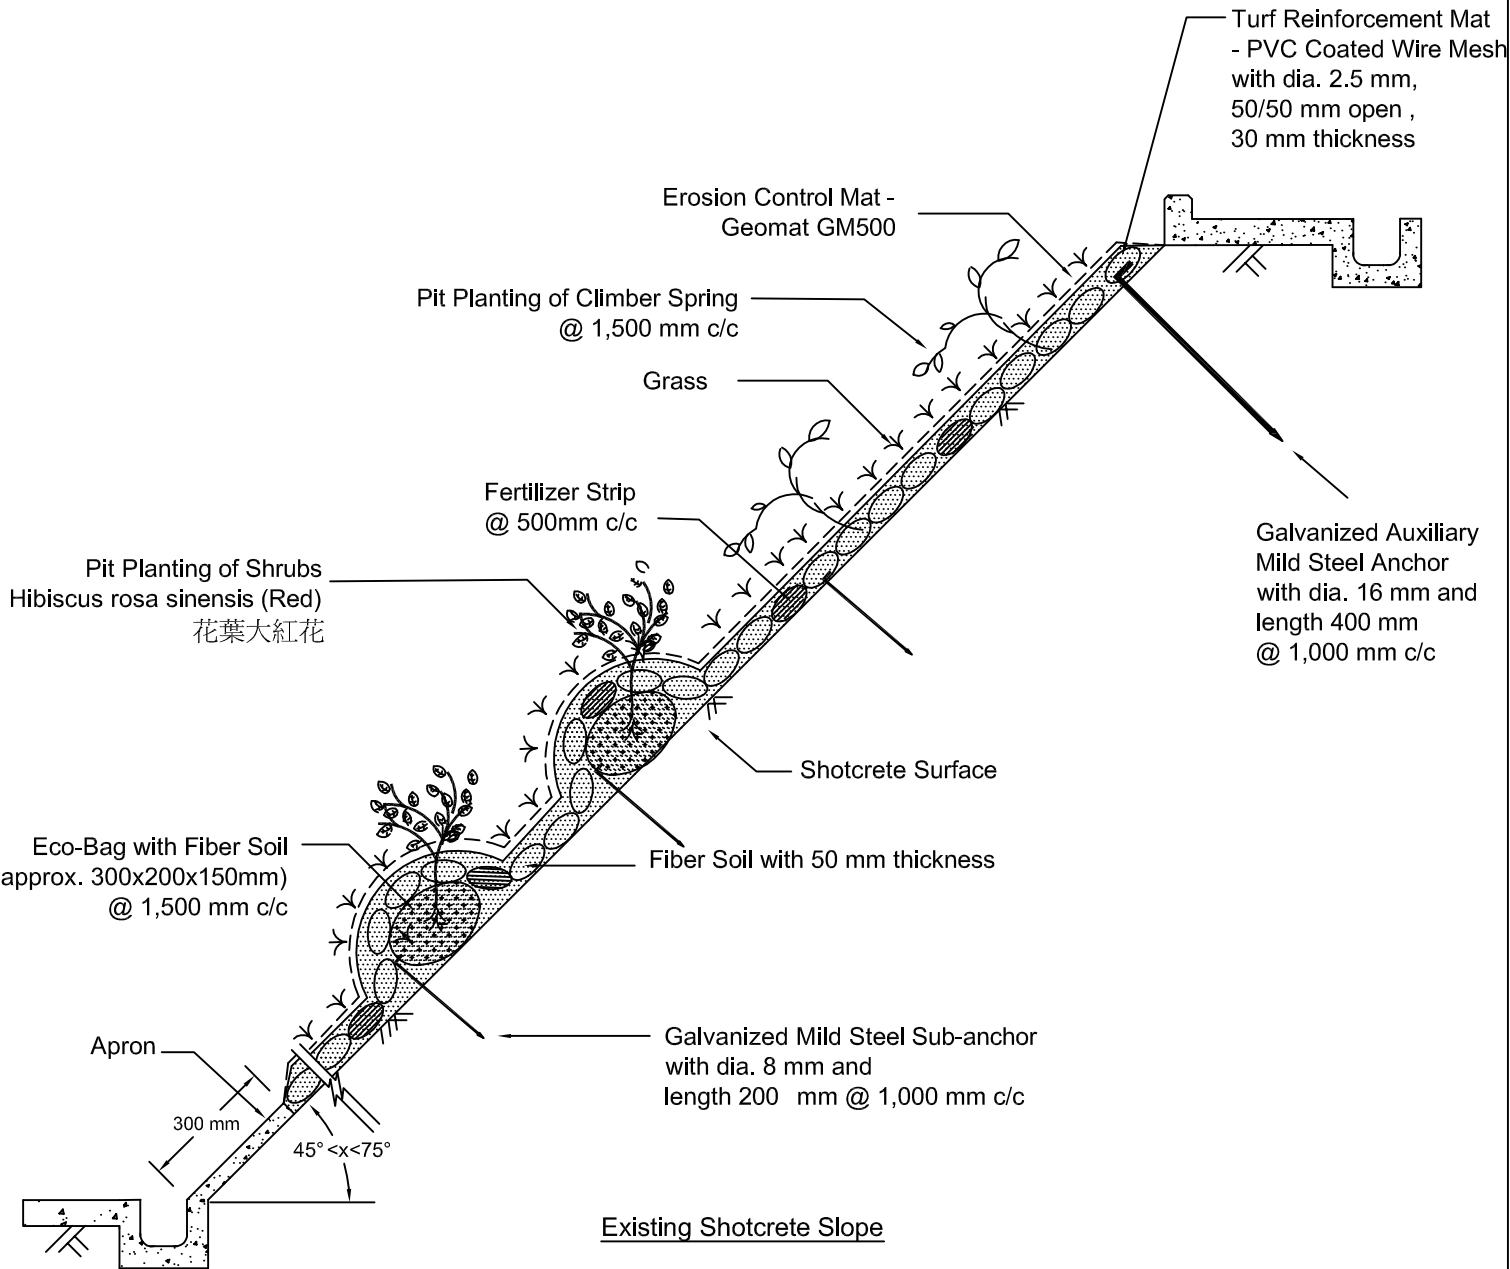 Turf Reinforcement Mat
- PVC Coated Wire Mesh
with dia. 2.5 mm,
50/50 mm open ,
30 mm thickness
Erosion Control Mat -
Geomat GM500
Pit Planting of Climber Spring
@ 1,500 mm c/c
Grass
Fertilizer Strip
@ 500mm c/c
Galvanized Auxiliary
Mild Steel Anchor
with dia. 16 mm and
length 400 mm
@ 1,000 mm c/c
Pit Planting of Shrubs
Hibiscus rosa sinensis (Red)
花葉大紅花
Shotcrete Surface
Eco-Bag with Fiber Soil
approx. 300x200x150mm)
@ 1,500 mm c/c
Fiber Soil with 50 mm thickness
Galvanized Mild Steel Sub-anchor
with dia. 8 mm and
length 200 mm @ 1,000 mm c/c
Apron
300 mm
45° <x<75°
Existing Shotcrete Slope